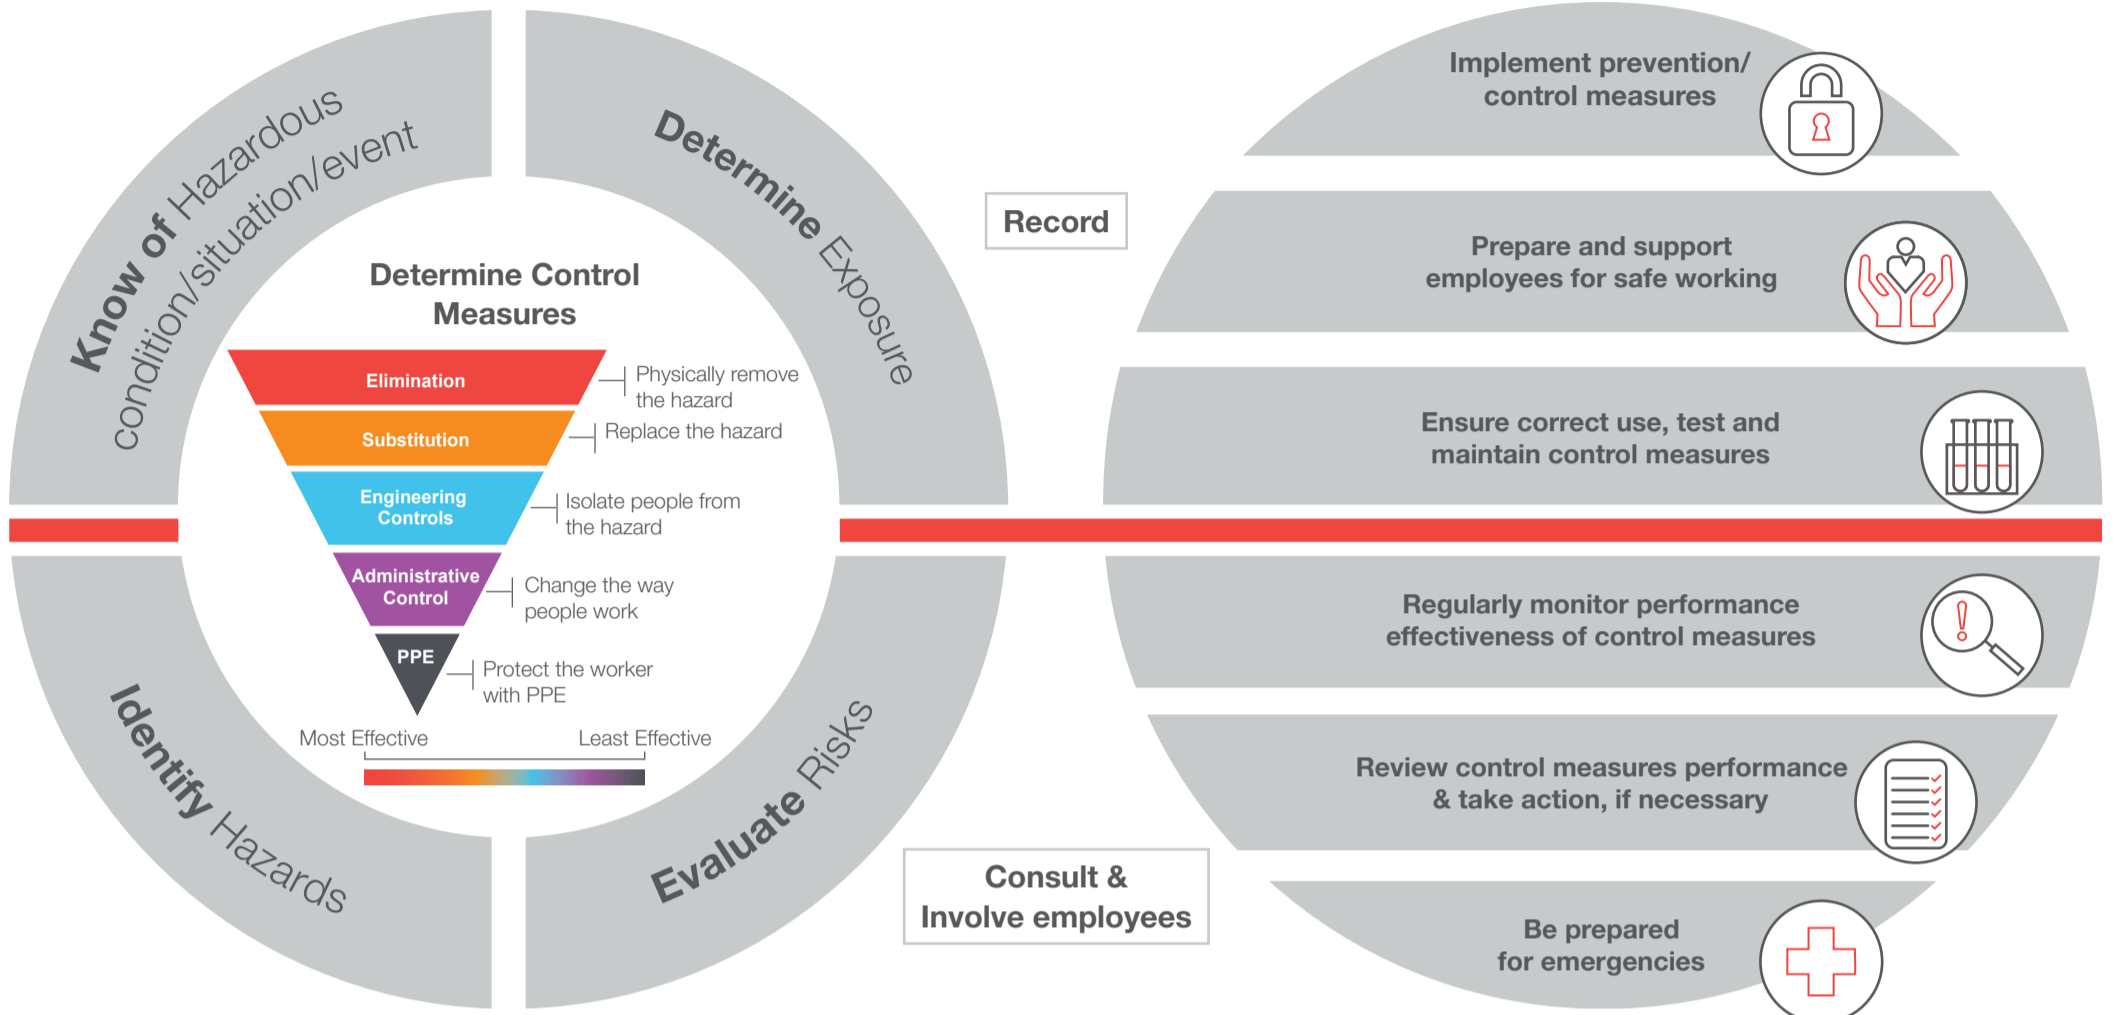 Know of Hazardous
condition/situation/event
Determine Exposure
Identify Hazards
Evaluate Risks
Determine Control
Measures
Elimination
Physically remove
the hazard
Substitution
Replace the hazard
Engineering
Controls
Isolate people from
the hazard
Administrative
Control
Change the way
people work
PPE
Protect the worker
with PPE
Most Effective
Least Effective
Record
Consult &
Involve employees
Implement prevention/
control measures
Prepare and support
employees for safe working
Ensure correct use, test and
maintain control measures
Regularly monitor performance
effectiveness of control measures
Review control measures performance
& take action, if necessary
Be prepared
for emergencies